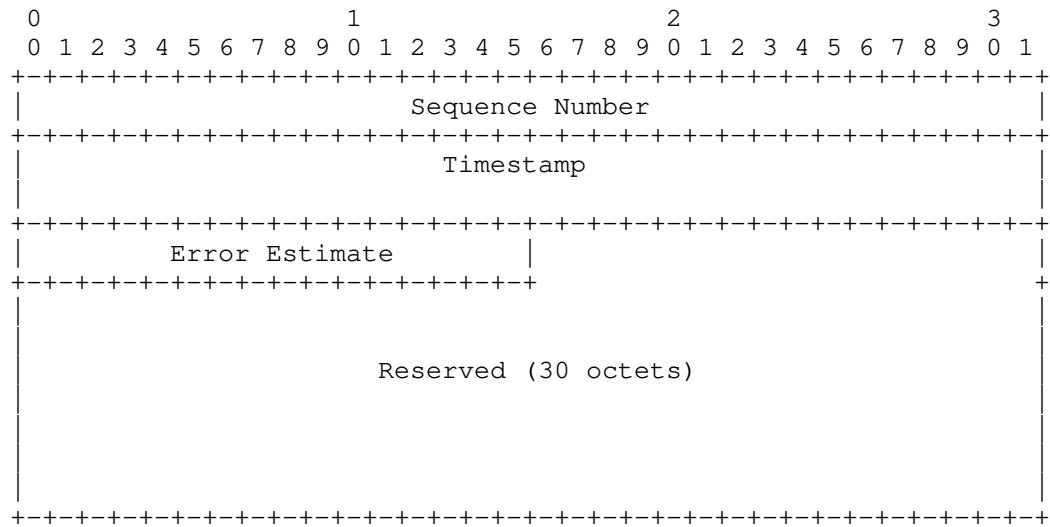 0                   1                   2                   3
0 1 2 3 4 5 6 7 8 9 0 1 2 3 4 5 6 7 8 9 0 1 2 3 4 5 6 7 8 9 0 1
Sequence Number
Timestamp
Error Estimate
Reserved (30 octets)